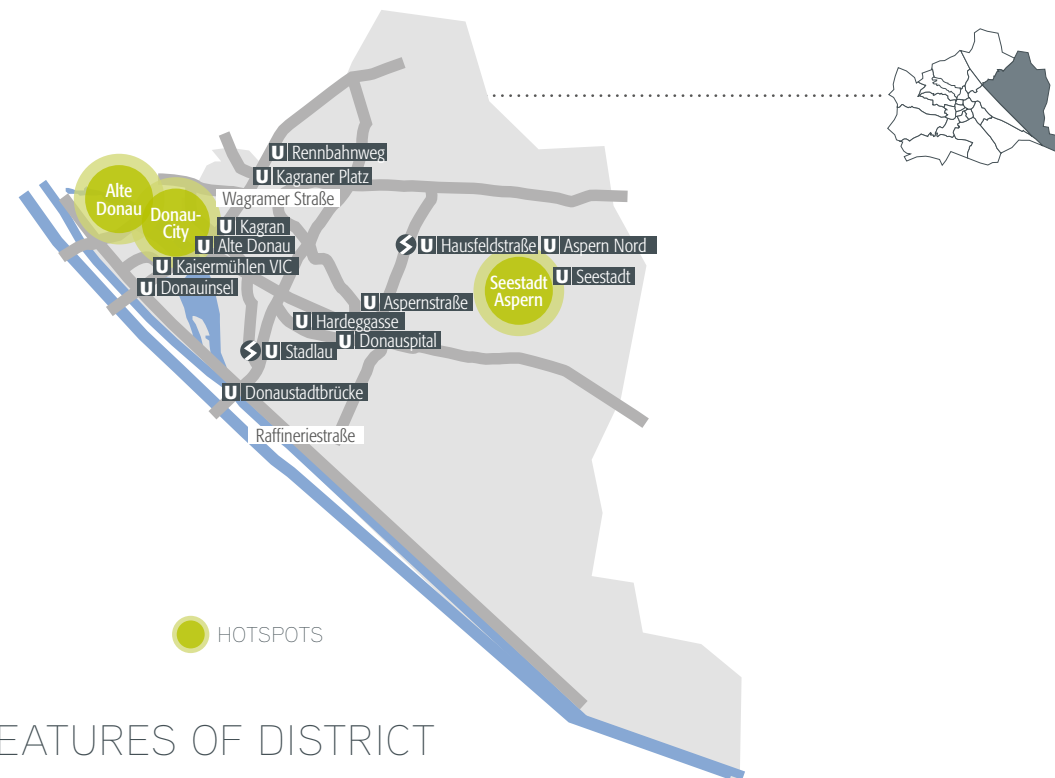 U Rennbahnweg
U Kagraner Platz
Wagramer Straße
Alte
Donau
Donau-
City
U Kagran
U Alte Donau
U Kaisermühlen VIC
U Donauinsel
S U Hausfeldstraße
U Aspern Nord
U Seestadt
Seestadt
Aspern
U Aspernstraße
U Hardeggasse
U Donauspital
S U Stadlau
U Donaustadtbrücke
Raffineriestraße
HOTSPOTS
EATURES OF DISTRICT